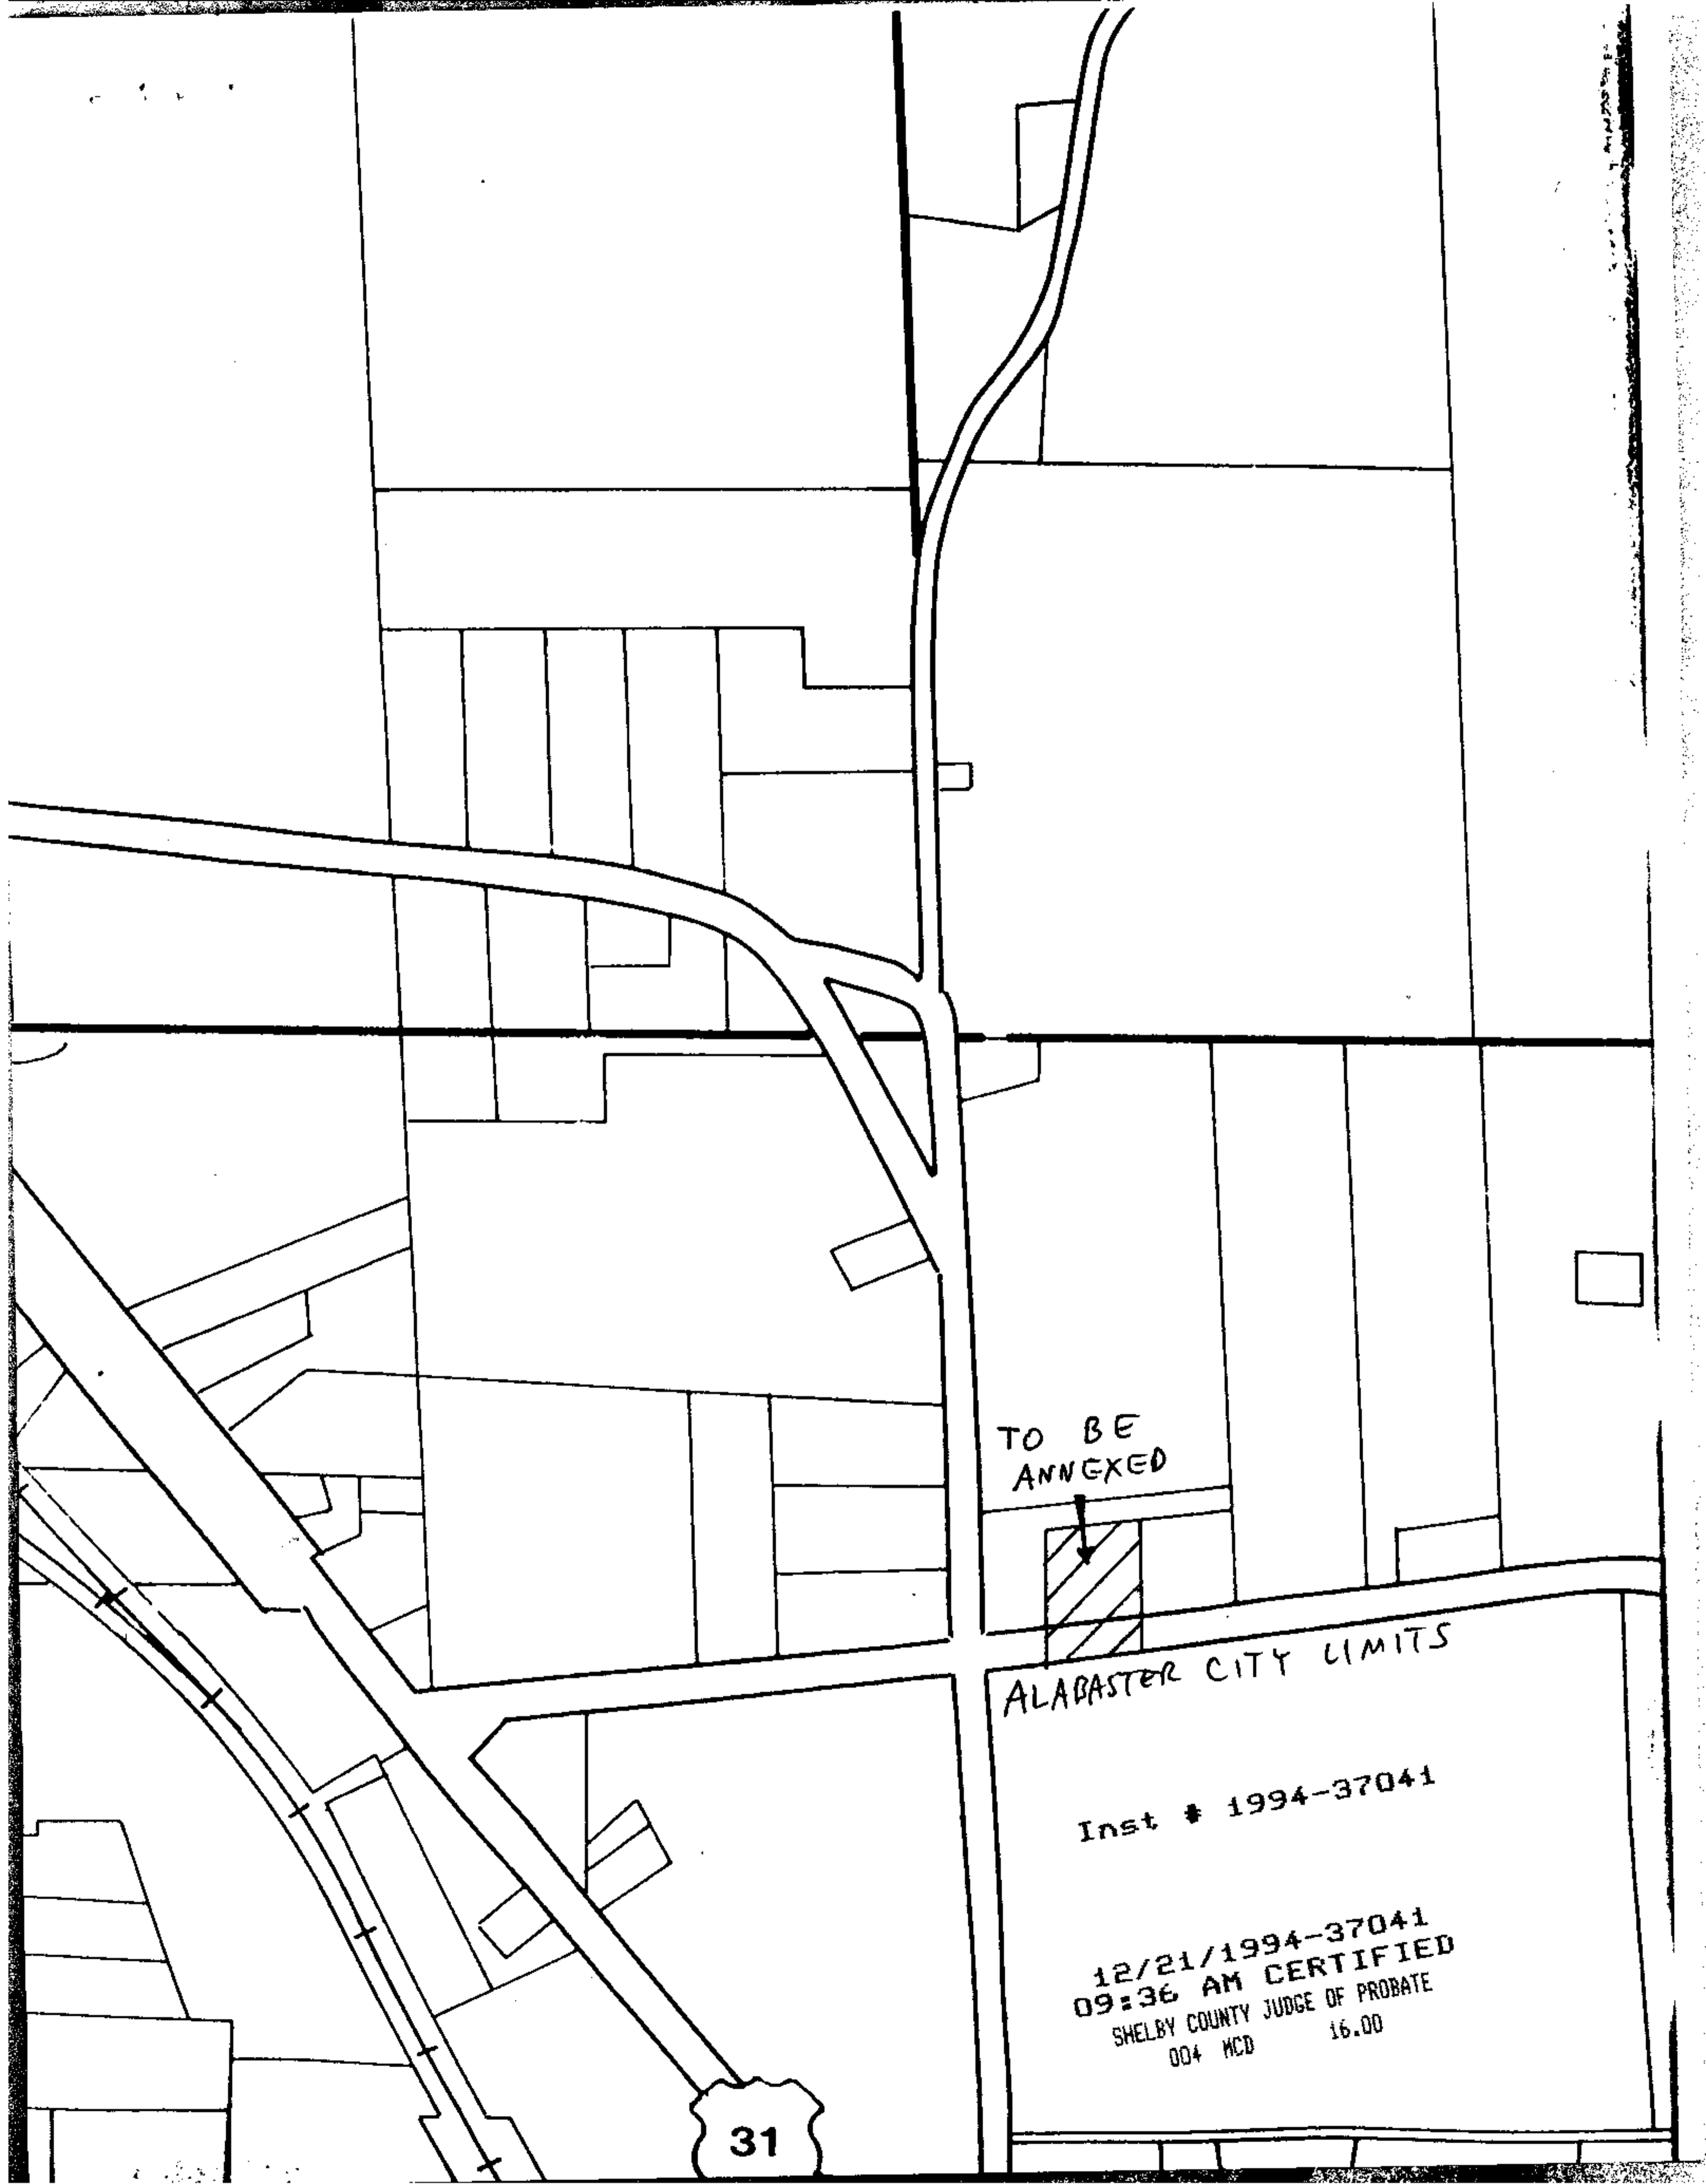 TO BE
ANNEXED
ALABASTER CITY LIMITS
Inst # 1994-37041
12/21/1994-37041
09:36 AM CERTIFIED
SHELBY COUNTY JUDGE OF PROBATE
004 MCD 16.00
31